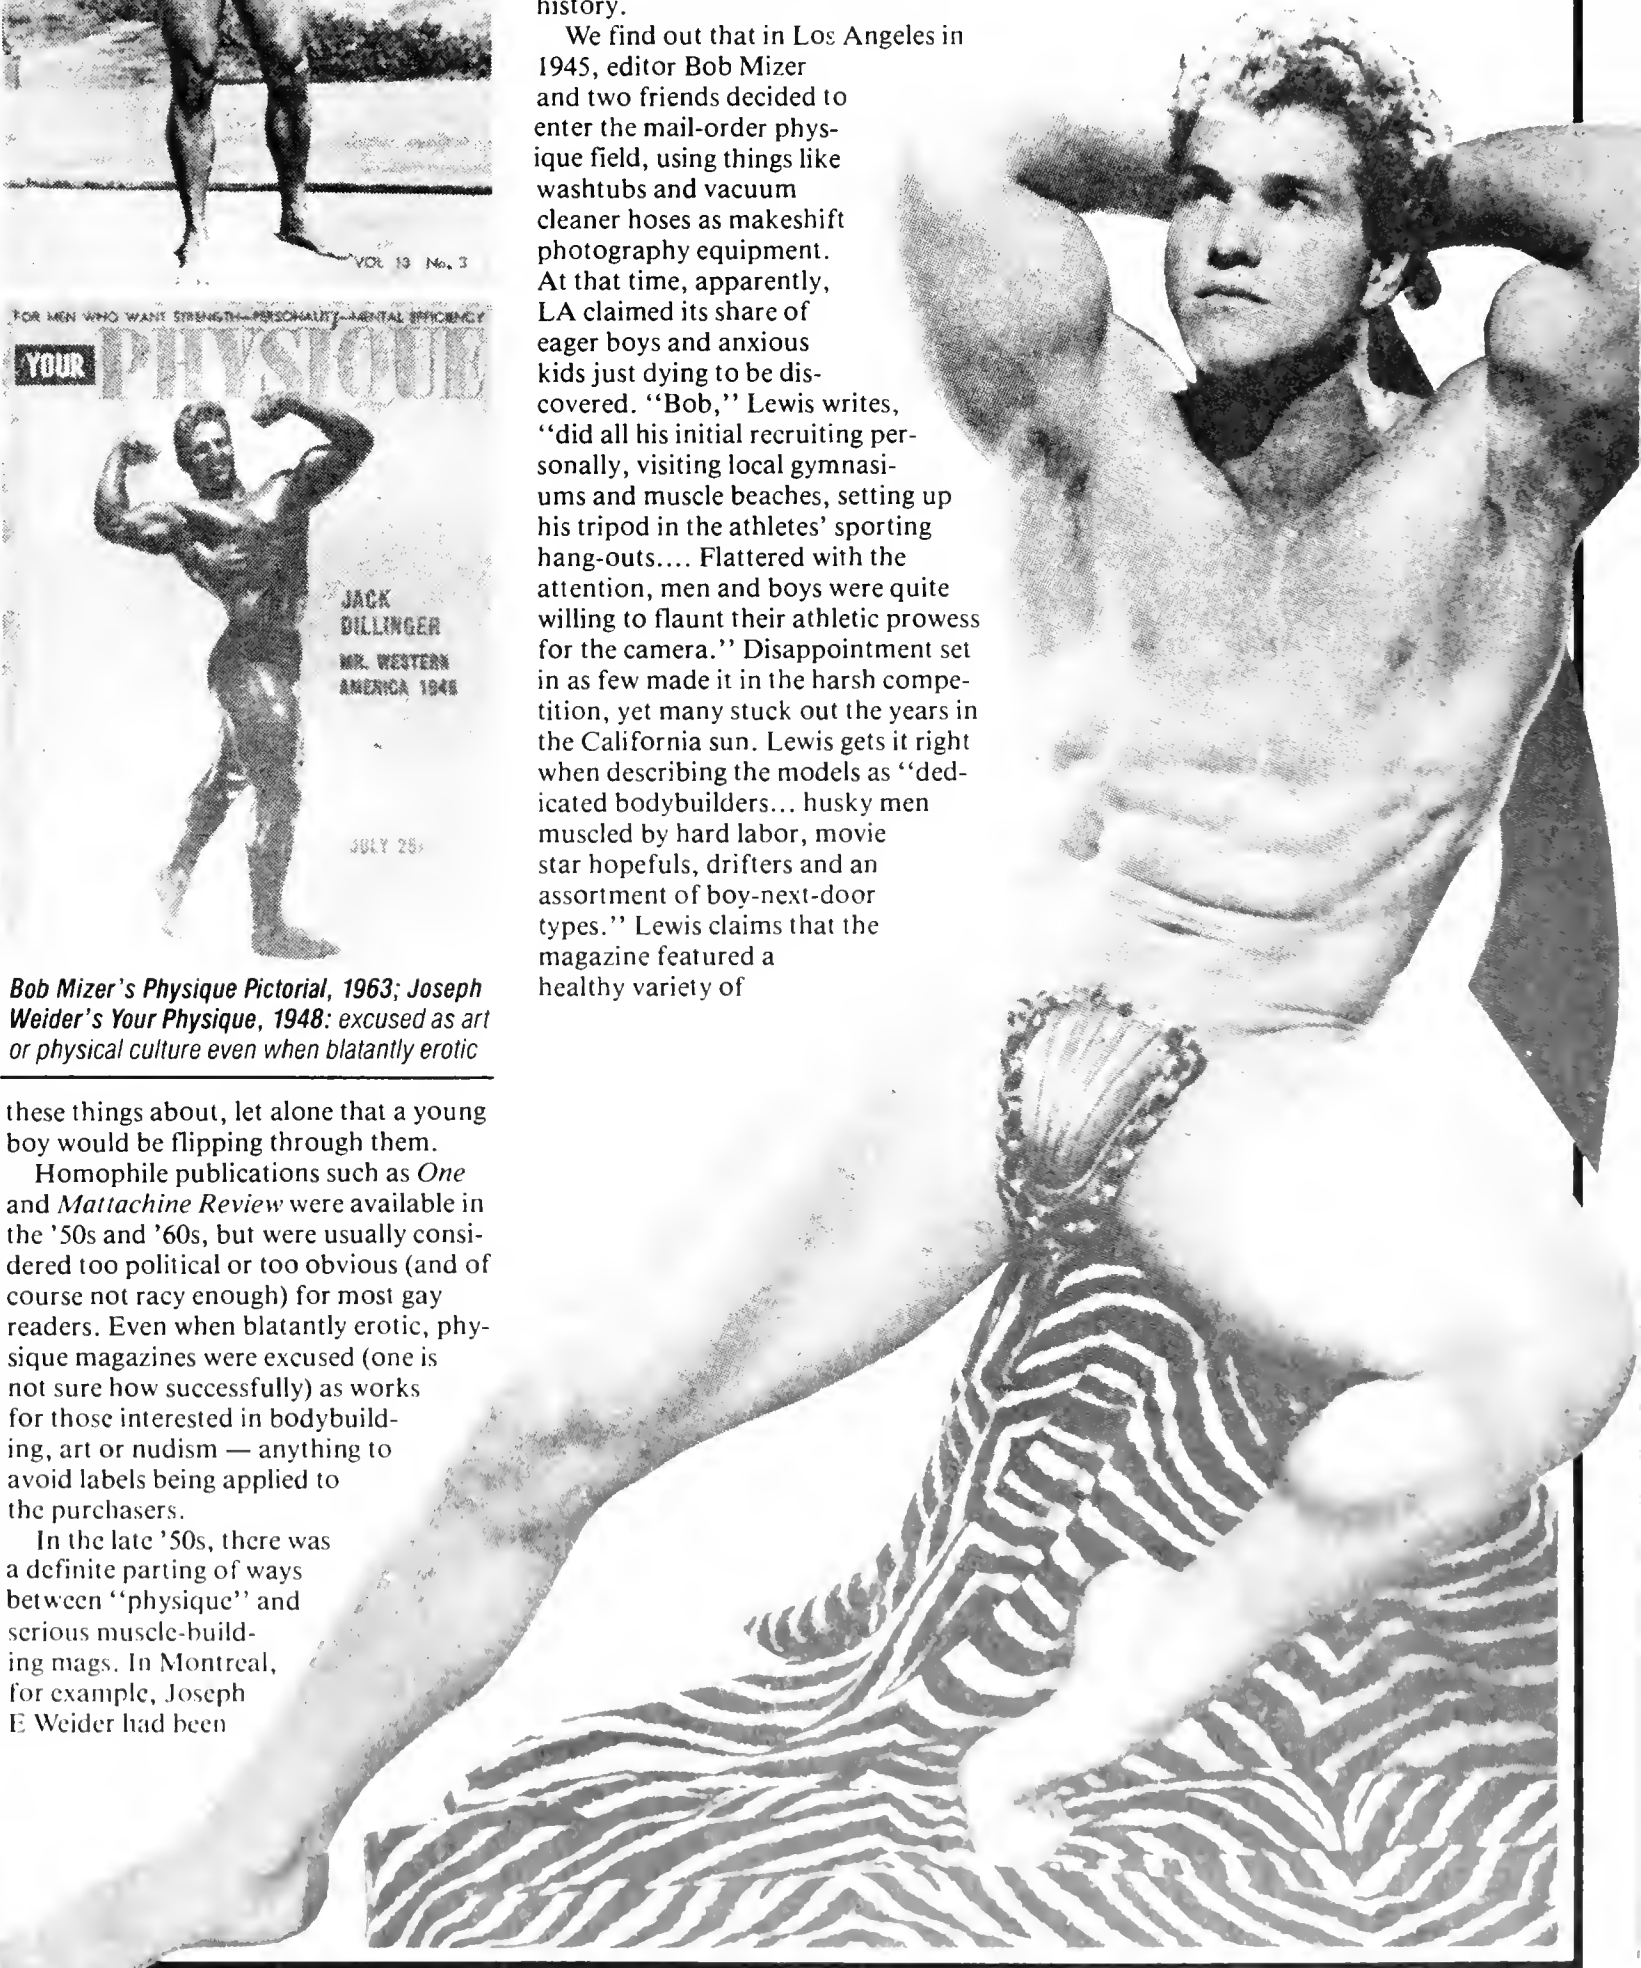 VOL 13 No. 3
FOR MEN WHO WANT STRENGTH—PERSONALITY—MENTAL EFFICIENCY
YOUR PHYSIQUE
JACK
DILLINGER
MR. WESTERN
AMERICA 1948
JULY 25¢
Bob Mizer's Physique Pictorial, 1963; Joseph
Weider's Your Physique, 1948: excused as art
or physical culture even when blatantly erotic
these things about, let alone that a young
boy would be flipping through them.
Homophile publications such as One
and Mattachine Review were available in
the '50s and '60s, but were usually consi-
dered too political or too obvious (and of
course not racy enough) for most gay
readers. Even when blatantly erotic, phy-
sique magazines were excused (one is
not sure how successfully) as works
for those interested in bodybuild-
ing, art or nudism — anything to
avoid labels being applied to
the purchasers.
In the late '50s, there was
a definite parting of ways
between "physique" and
serious muscle-build-
ing mags. In Montreal,
for example, Joseph
E Weider had been
history.
We find out that in Los Angeles in
1945, editor Bob Mizer
and two friends decided to
enter the mail-order phys-
ique field, using things like
washtubs and vacuum
cleaner hoses as makeshift
photography equipment.
At that time, apparently,
LA claimed its share of
eager boys and anxious
kids just dying to be dis-
covered. "Bob," Lewis writes,
"did all his initial recruiting per-
sonally, visiting local gymnasi-
ums and muscle beaches, setting up
his tripod in the athletes' sporting
hang-outs.... Flattered with the
attention, men and boys were quite
willing to flaunt their athletic prowess
for the camera." Disappointment set
in as few made it in the harsh compe-
tition, yet many stuck out the years in
the California sun. Lewis gets it right
when describing the models as "ded-
icated bodybuilders... husky men
muscled by hard labor, movie
star hopefuls, drifters and an
assortment of boy-next-door
types." Lewis claims that the
magazine featured a
healthy variety of